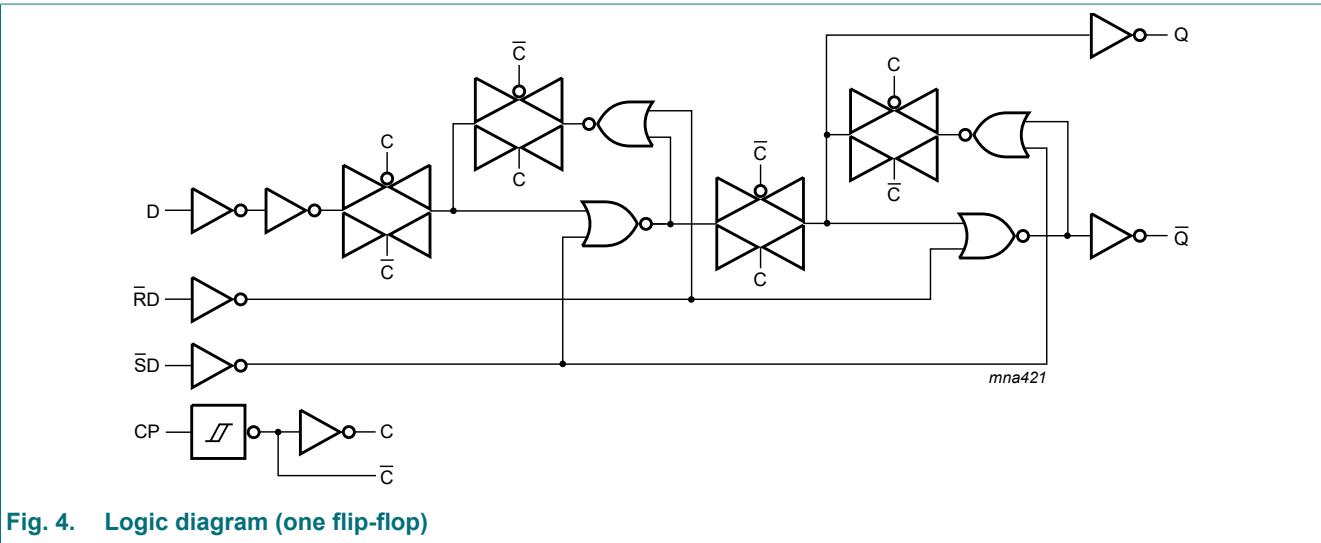 Q
C̅
C
C
C̅
C
D
C̅
C̅
C
Q̅
C̅
C
R̅D
S̅D
mna421
CP
C
C̅
Fig. 4. Logic diagram (one flip-flop)